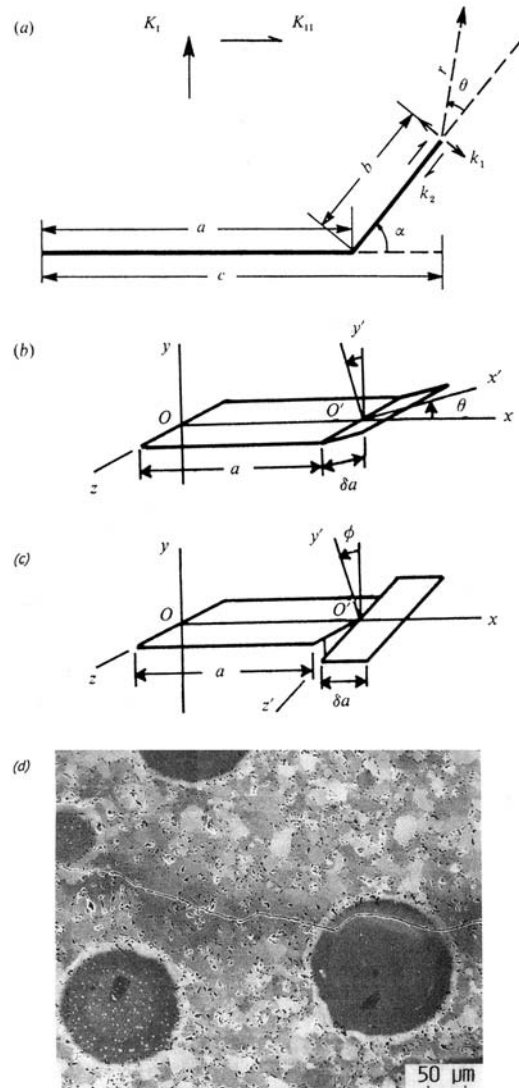 (a)
K_I
K_II
r
θ
b
k_1
k_2
a
α
c
(b)
y
y′
x′
O
O′
θ
x
z
a
δa
(c)
y
y′
ϕ
O
O′
x
z
a
z′
δa
(d)
50 µm